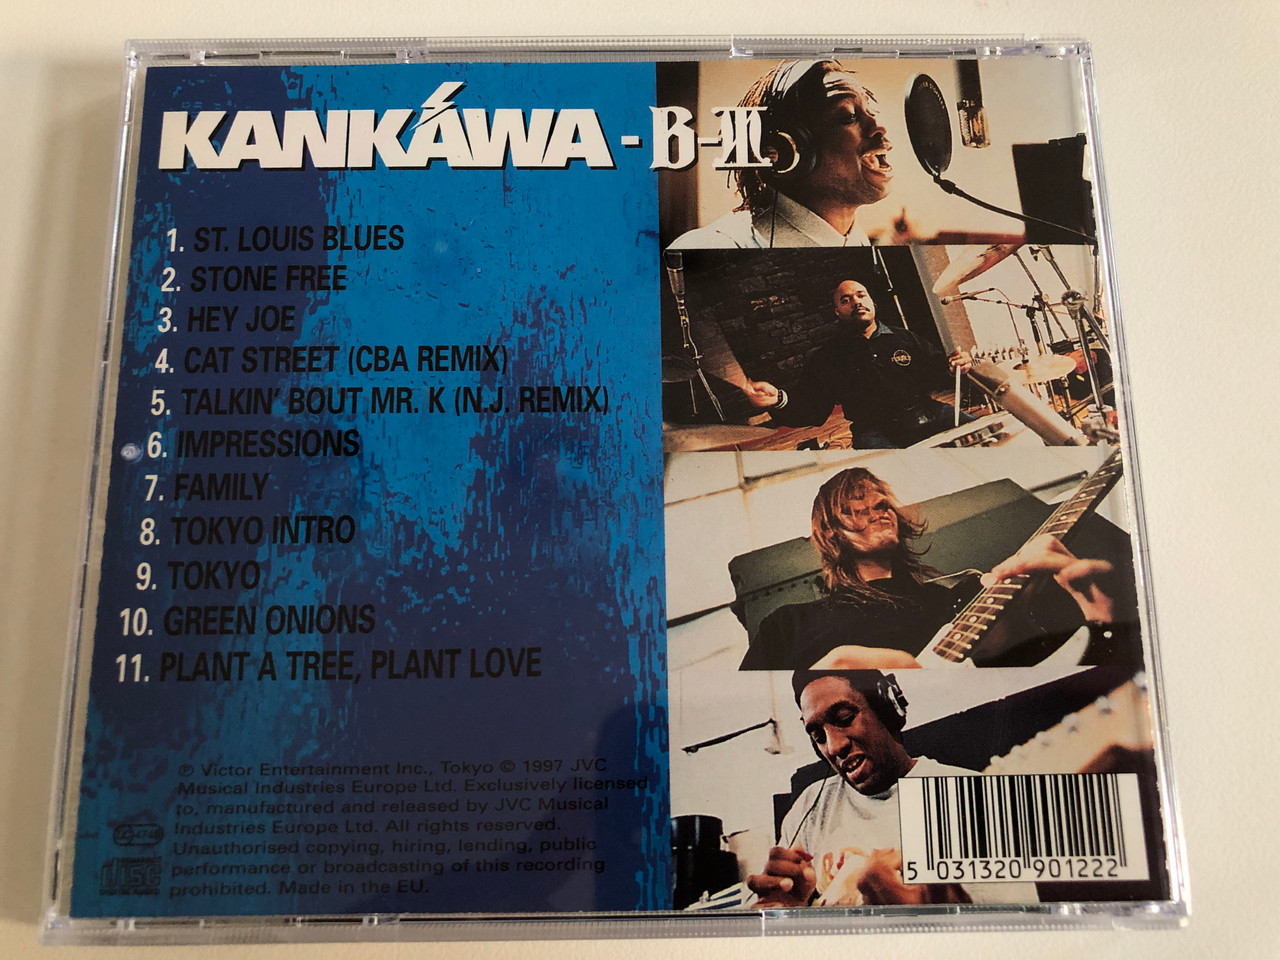 KANKAWA - B-II
1. ST. LOUIS BLUES
2. STONE FREE
3. HEY JOE
4. CAT STREET (CBA REMIX)
5. TALKIN' BOUT MR. K (N.J. REMIX)
6. IMPRESSIONS
7. FAMILY
8. TOKYO INTRO
9. TOKYO
10. GREEN ONIONS
11. PLANT A TREE, PLANT LOVE
℗ Victor Entertainment Inc., Tokyo © 1997 JVC
Musical Industries Europe Ltd. Exclusively licensed
to, manufactured and released by JVC Musical
Industries Europe Ltd. All rights reserved.
Unauthorised copying, hiring, lending, public
performance or broadcasting of this recording
prohibited. Made in the EU.
5 031320 901222